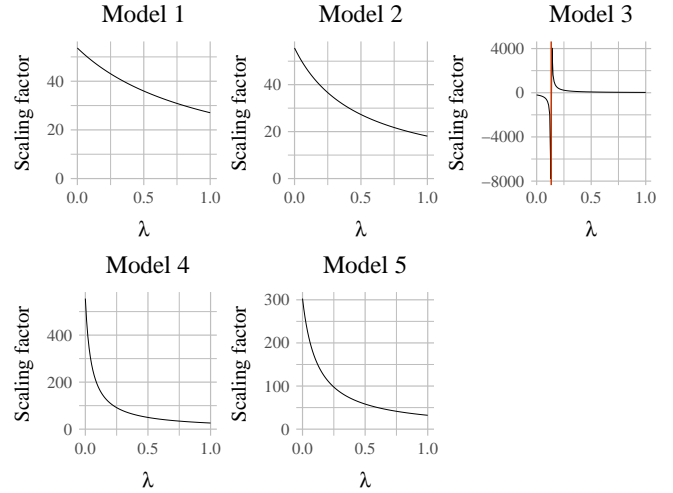 Model 1
Model 2
Model 3
Scaling factor
40
20
0
0.0 0.5 1.0
λ
Scaling factor
40
20
0
0.0 0.5 1.0
λ
Scaling factor
4000
0
−4000
−8000
0.0 0.5 1.0
λ
Model 4
Model 5
Scaling factor
400
200
0
0.0 0.5 1.0
λ
Scaling factor
300
200
100
0
0.0 0.5 1.0
λ